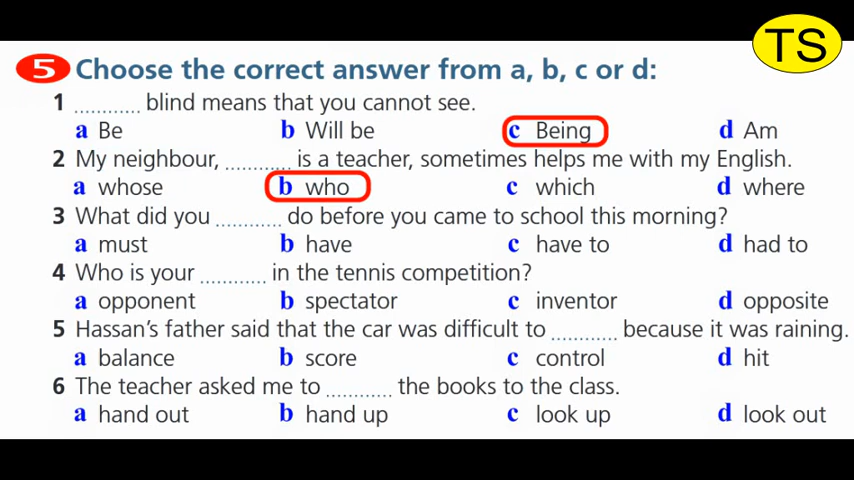 TS
5 Choose the correct answer from a, b, c or d:
1 ............ blind means that you cannot see.
a Be b Will be c Being d Am
2 My neighbour, ............ is a teacher, sometimes helps me with my English.
a whose b who c which d where
3 What did you ............ do before you came to school this morning?
a must b have c have to d had to
4 Who is your ............ in the tennis competition?
a opponent b spectator c inventor d opposite
5 Hassan's father said that the car was difficult to ............ because it was raining.
a balance b score c control d hit
6 The teacher asked me to ............ the books to the class.
a hand out b hand up c look up d look out